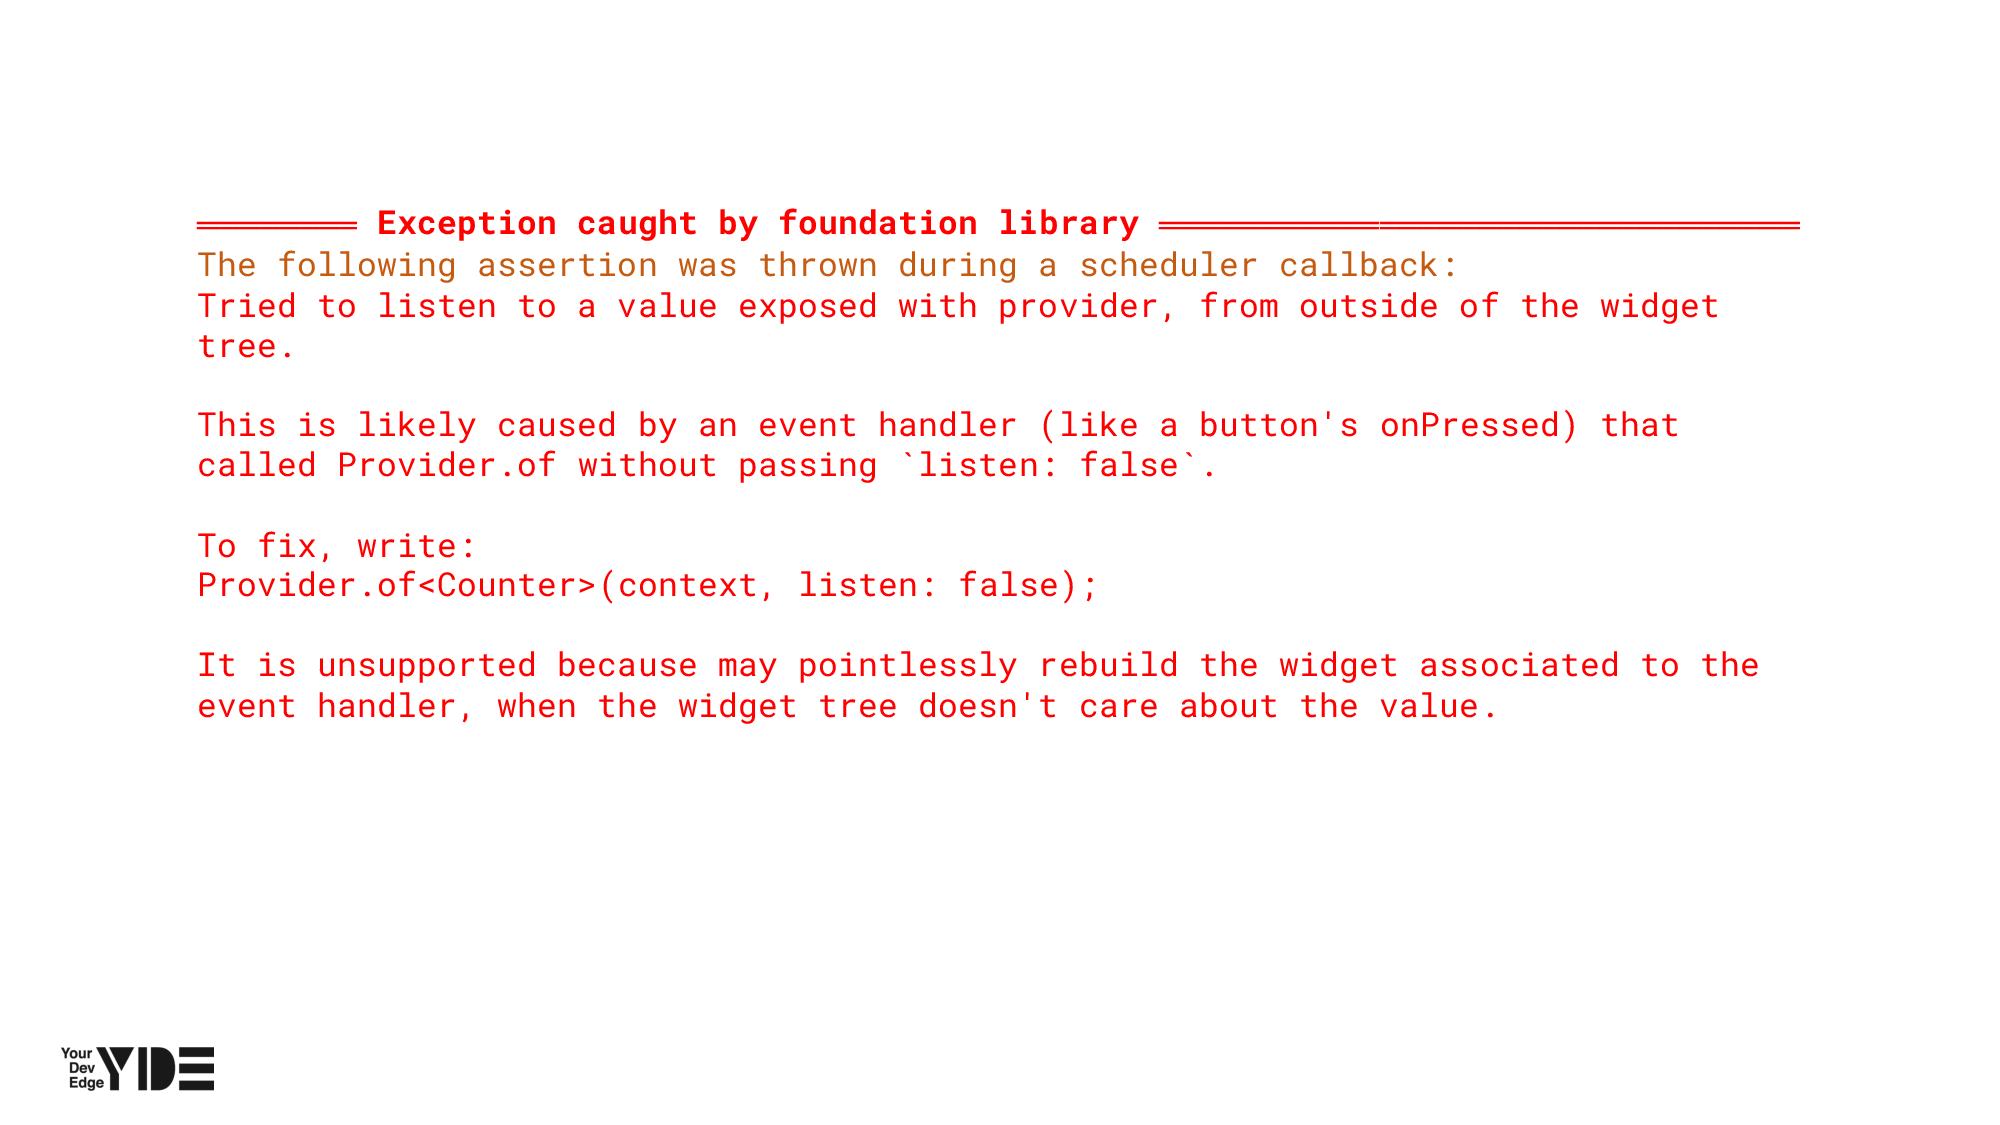 ════════ Exception caught by foundation library ════════════════════════════════
The following assertion was thrown during a scheduler callback:
Tried to listen to a value exposed with provider, from outside of the widget
tree.
This is likely caused by an event handler (like a button's onPressed) that
called Provider.of without passing `listen: false`.
To fix, write:
Provider.of<Counter>(context, listen: false);
It is unsupported because may pointlessly rebuild the widget associated to the
event handler, when the widget tree doesn't care about the value.
Your
Dev
Edge
YDE